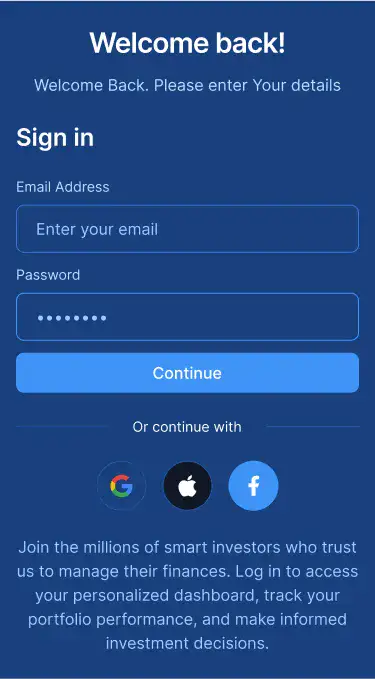 Welcome back!
Welcome Back. Please enter Your details
Sign in
Email Address
Enter your email
Password
Continue
Or continue with
Join the millions of smart investors who trust
us to manage their finances. Log in to access
your personalized dashboard, track your
portfolio performance, and make informed
investment decisions.